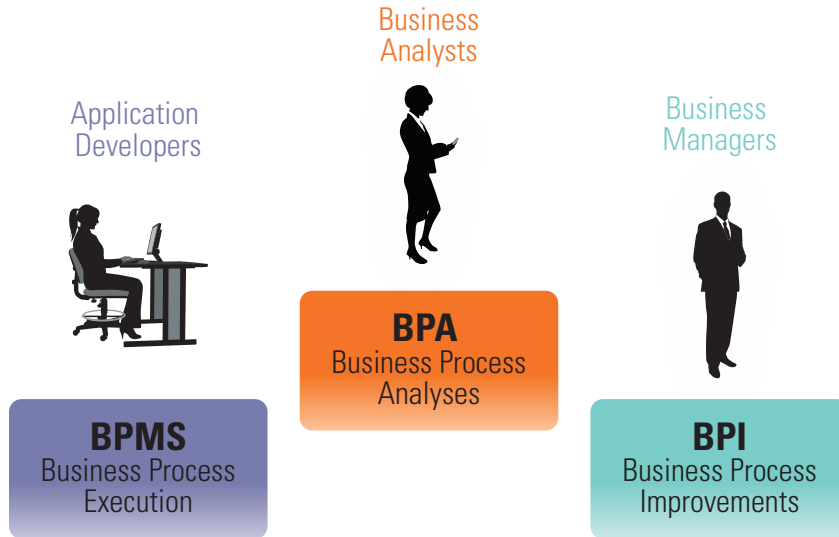 Business
Analysts
Application
Developers
Business
Managers
BPA
Business Process
Analyses
BPMS
Business Process
Execution
BPI
Business Process
Improvements